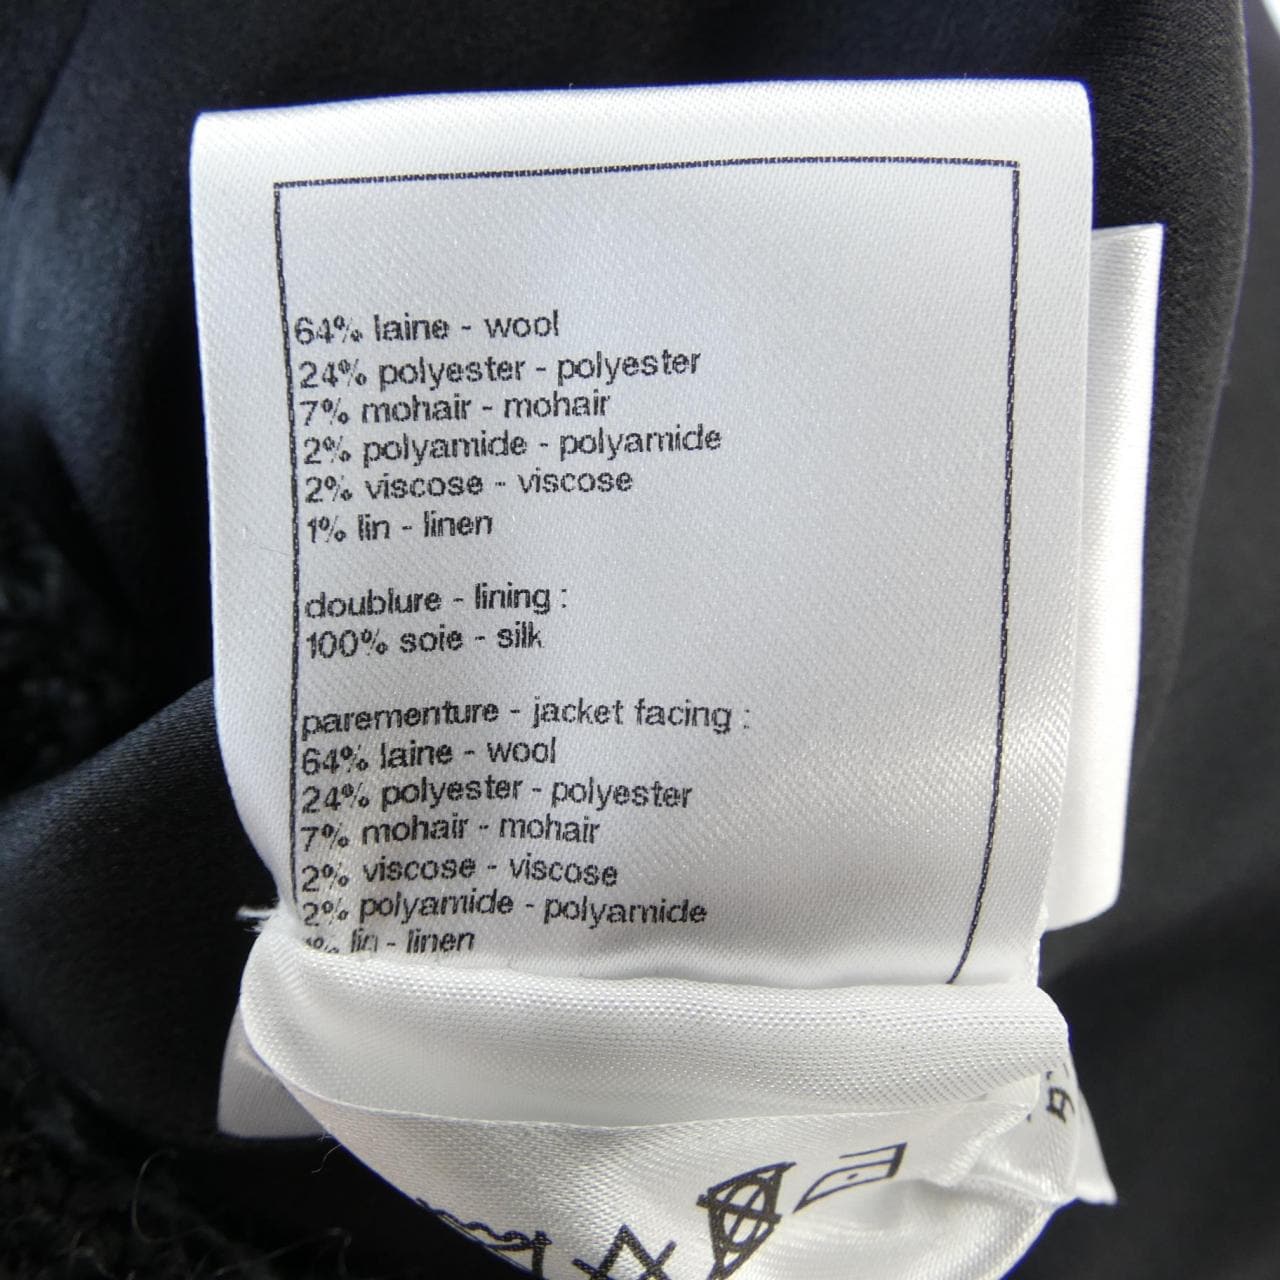 64% laine - wool
24% polyester - polyester
7% mohair - mohair
2% polyamide - polyamide
2% viscose - viscose
1% lin - linen
doublure - lining :
100% soie - silk
parementure - jacket facing :
64% laine - wool
24% polyester - polyester
7% mohair - mohair
2% viscose - viscose
2% polyamide - polyamide
1% lin - linen